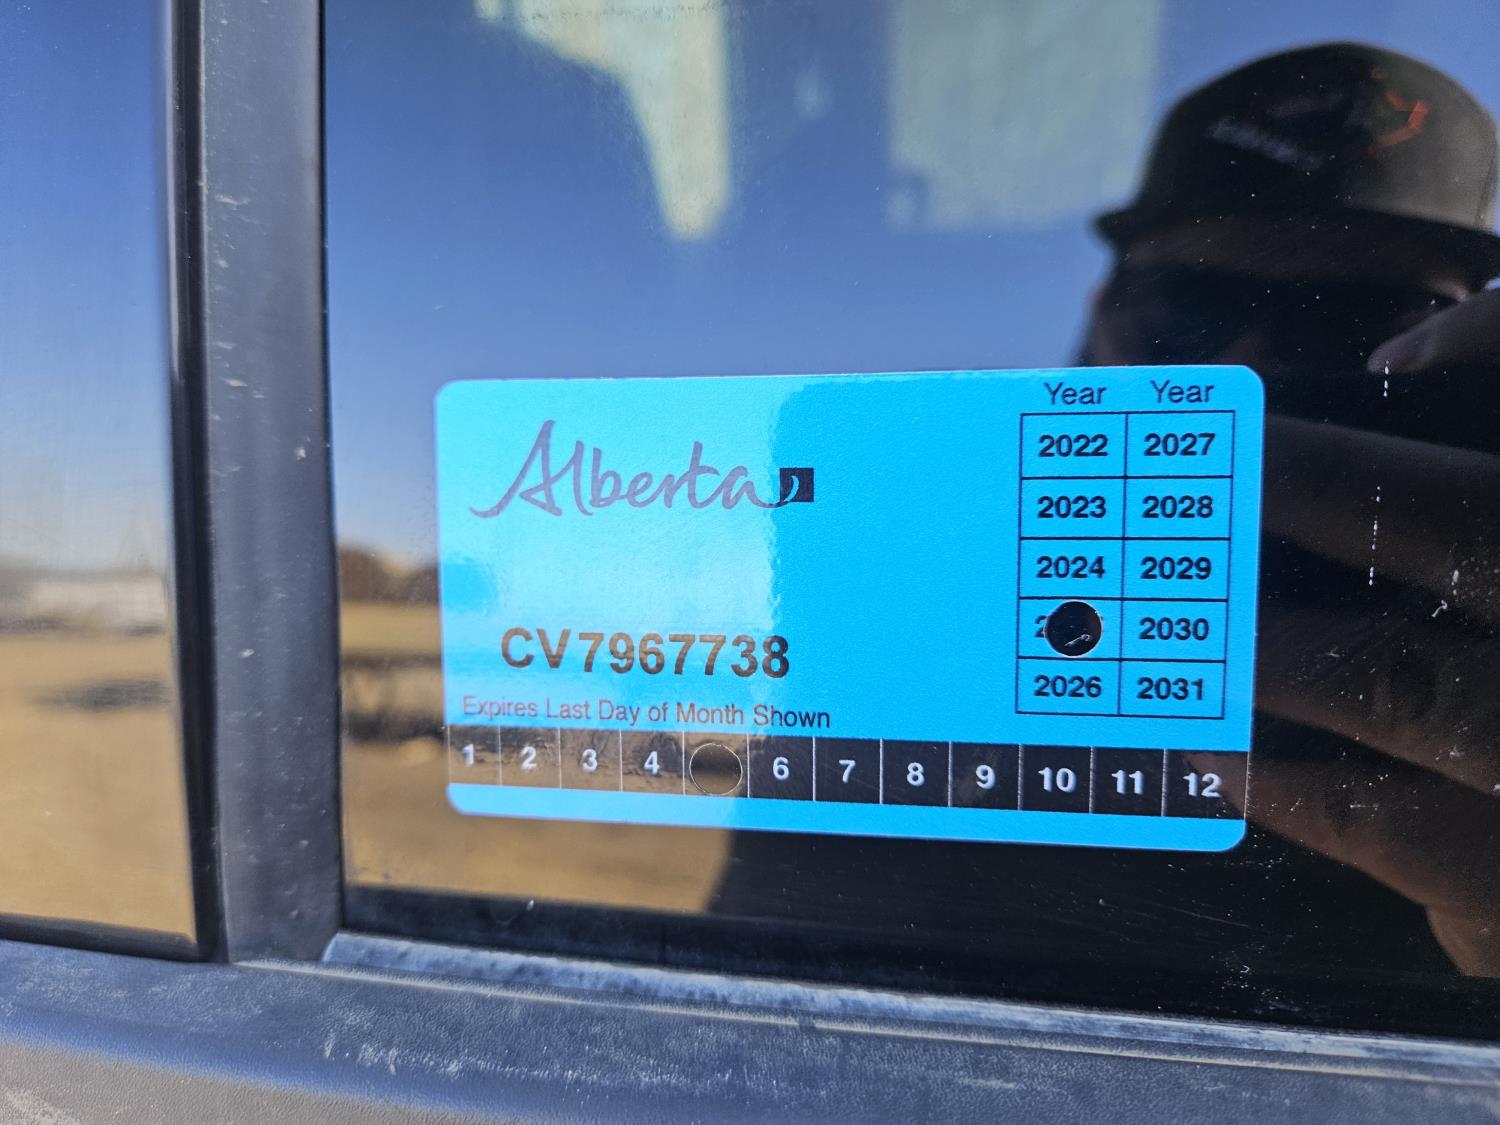 Alberta
Year Year
2022 2027
2023 2028
2024 2029
2030
2026 2031
CV7967738
Expires Last Day of Month Shown
1 2 3 4 6 7 8 9 10 11 12